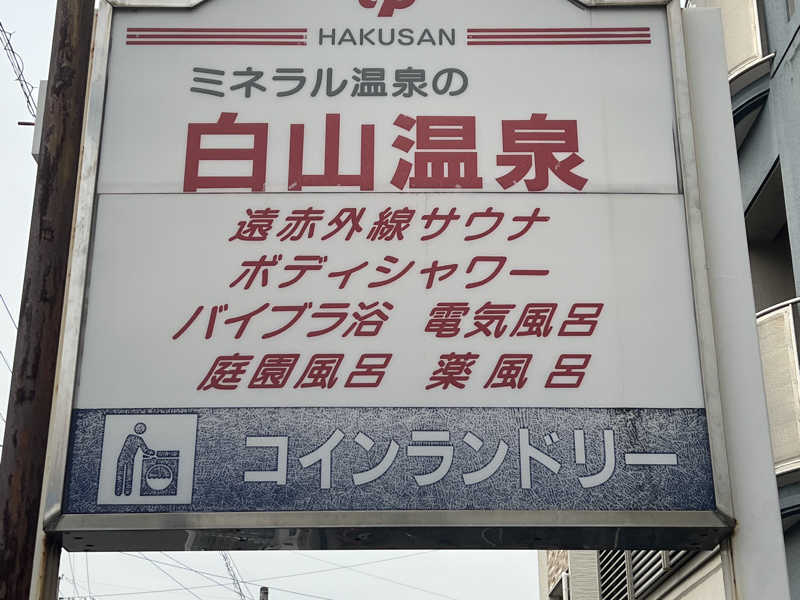 HAKUSAN
ミネラル温泉の
白山温泉
遠赤外線サウナ
ボディシャワー
バイブラ浴 電気風呂
庭園風呂 薬風呂
コインランドリー